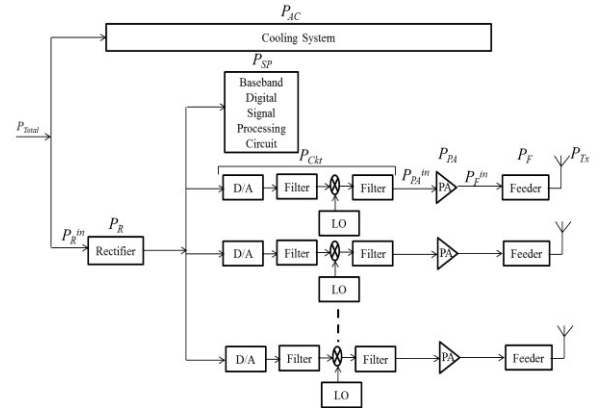 P_AC
Cooling System
P_Total
P_SP
Baseband
Digital
Signal
Processing
Circuit
P_Ckt
P_PA
P_F
P_Tx
D/A Filter Filter P_PA^in PA P_F^in Feeder
LO
P_R^in P_R
Rectifier
D/A Filter Filter PA Feeder
LO
D/A Filter Filter PA Feeder
LO